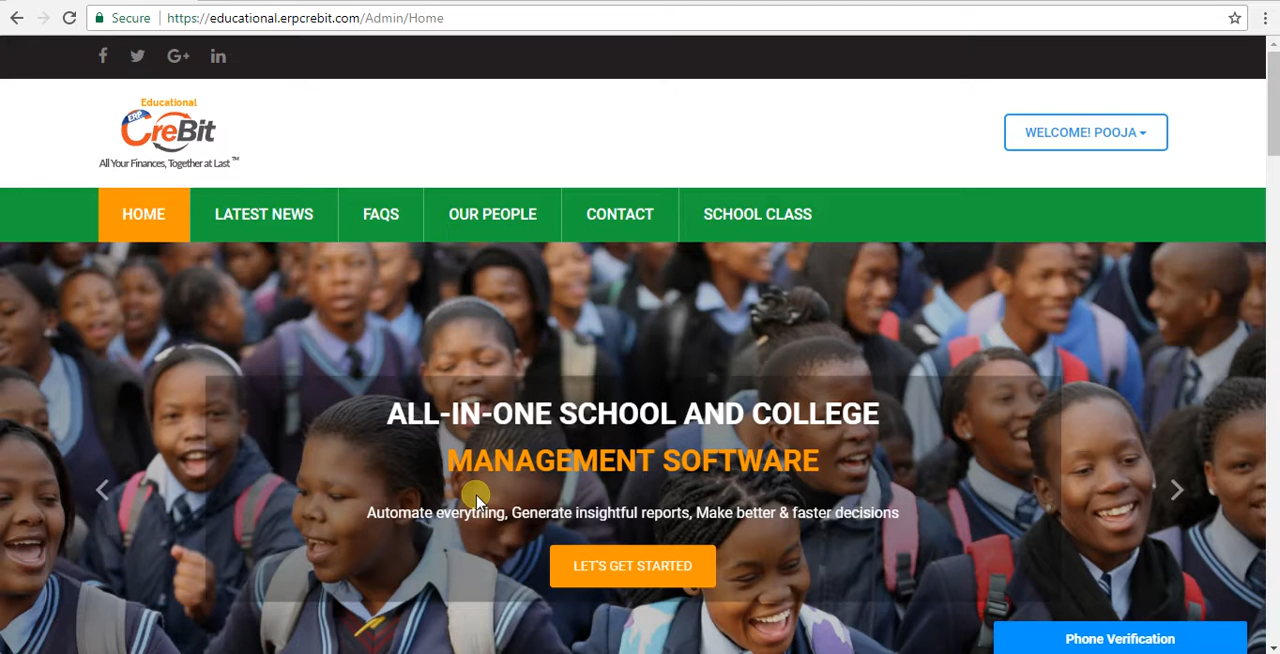 Secure https://educational.erpcrebit.com/Admin/Home
f G+ in
Educational
ERP
CreBit
All Your Finances, Together at Last ™
WELCOME! POOJA
HOME LATEST NEWS FAQS OUR PEOPLE CONTACT SCHOOL CLASS
ALL-IN-ONE SCHOOL AND COLLEGE
MANAGEMENT SOFTWARE
Automate everything, Generate insightful reports, Make better & faster decisions
LET'S GET STARTED
Phone Verification